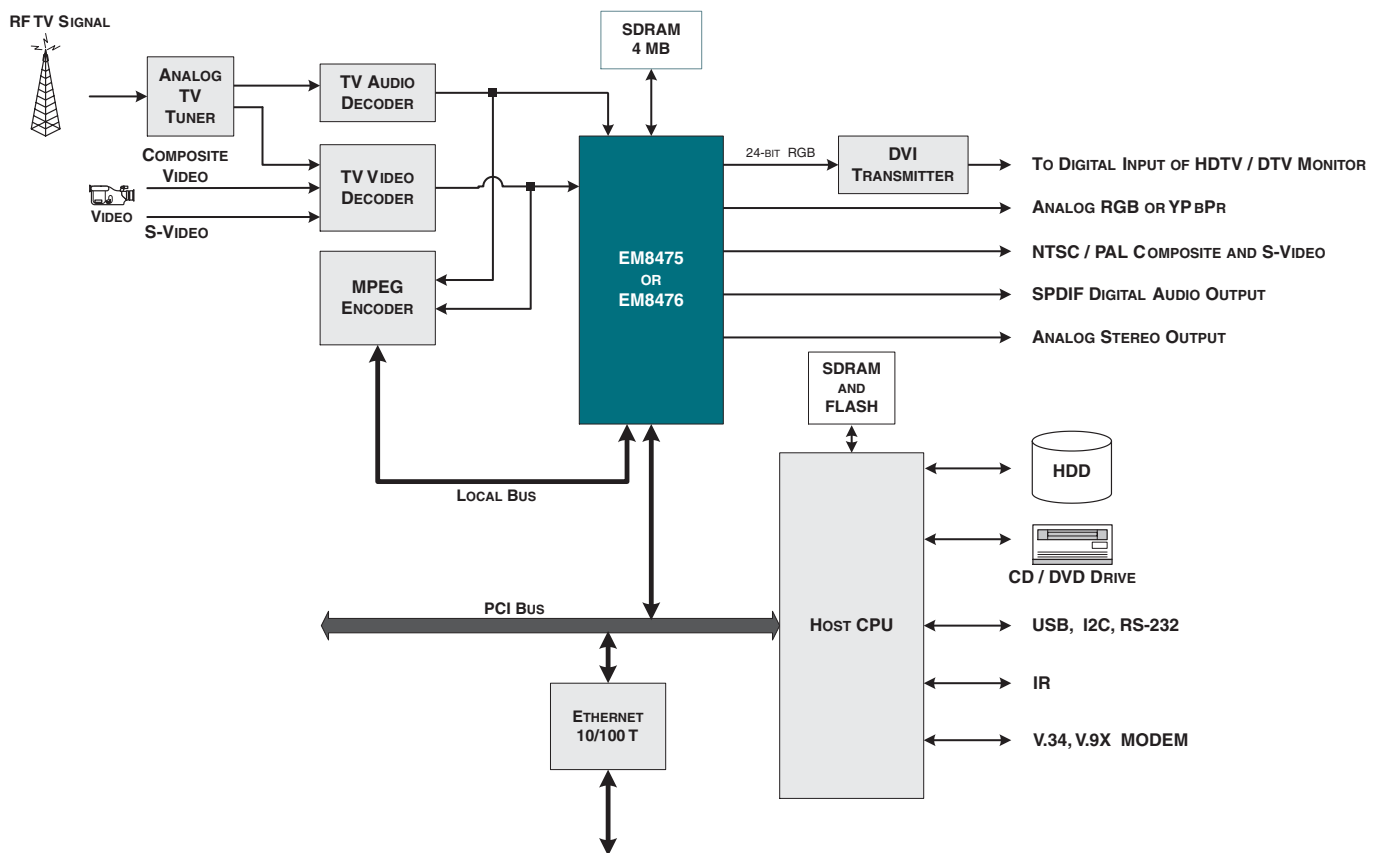 RF TV SIGNAL
SDRAM
4 MB
ANALOG
TV
TUNER
TV AUDIO
DECODER
COMPOSITE
VIDEO
TV VIDEO
DECODER
VIDEO
S-VIDEO
24-BIT RGB
DVI
TRANSMITTER
TO DIGITAL INPUT OF HDTV / DTV MONITOR
ANALOG RGB OR YPBPR
EM8475
OR
EM8476
NTSC / PAL COMPOSITE AND S-VIDEO
MPEG
ENCODER
SPDIF DIGITAL AUDIO OUTPUT
ANALOG STEREO OUTPUT
SDRAM
AND
FLASH
HDD
LOCAL BUS
CD / DVD DRIVE
PCI BUS
HOST CPU
USB, I2C, RS-232
IR
ETHERNET
10/100 T
V.34, V.9X MODEM